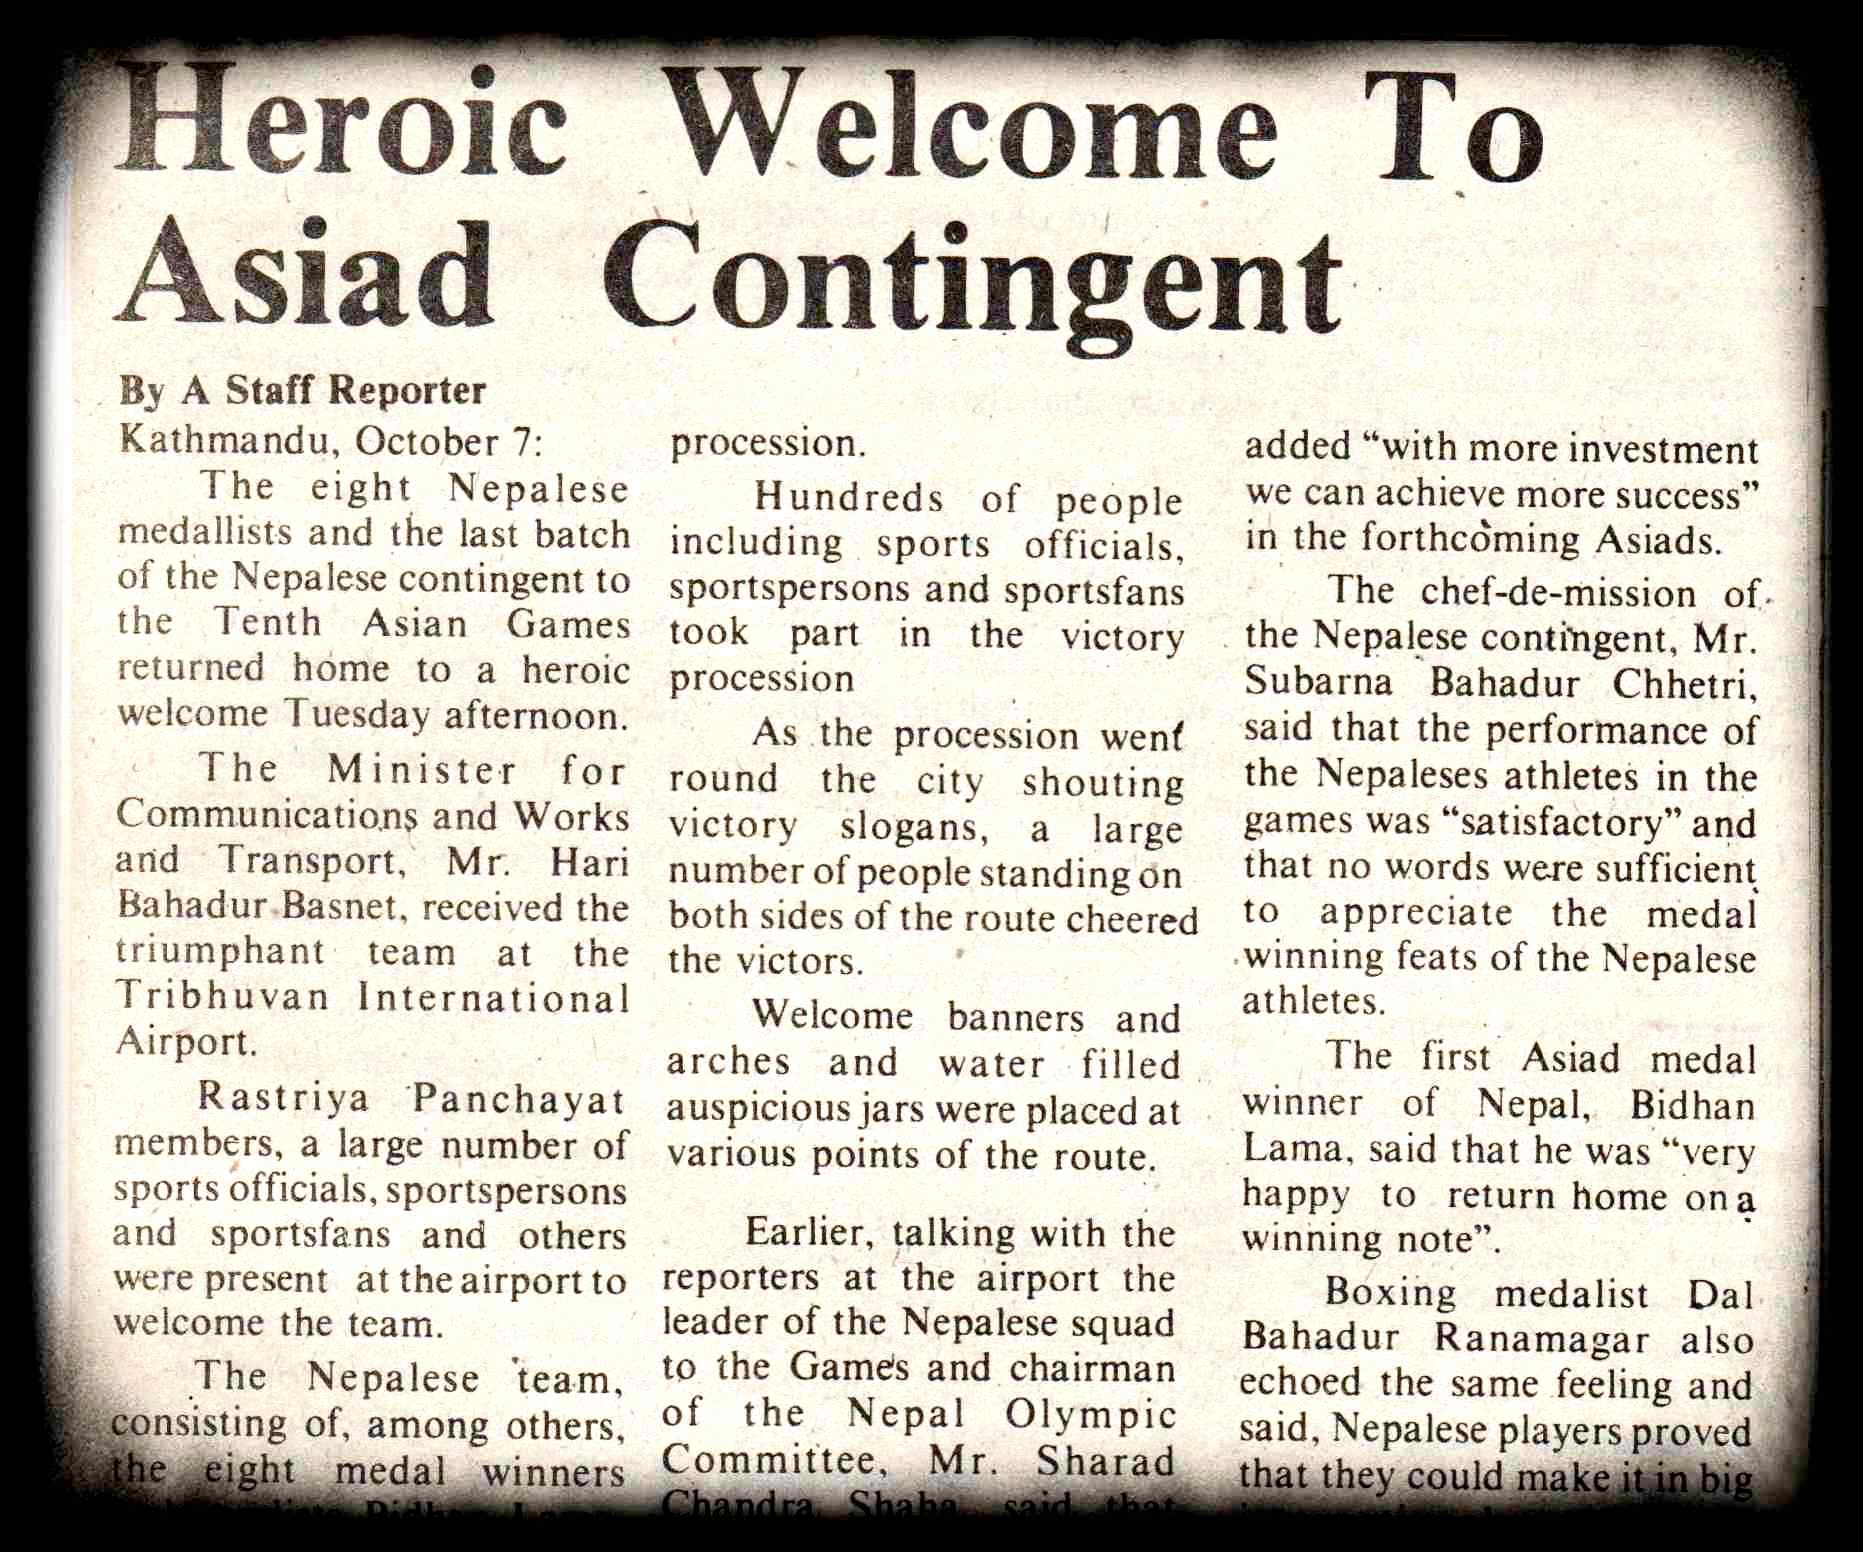 Heroic Welcome To
Asiad Contingent
By A Staff Reporter
Kathmandu, October 7:
The eight Nepalese
medallists and the last batch
of the Nepalese contingent to
the Tenth Asian Games
returned home to a heroic
welcome Tuesday afternoon.
The Minister for
Communications and Works
and Transport, Mr. Hari
Bahadur Basnet, received the
triumphant team at the
Tribhuvan International
Airport.
Rastriya Panchayat
members, a large number of
sports officials, sportspersons
and sportsfans and others
were present at the airport to
welcome the team.
The Nepalese team,
consisting of, among others,
the eight medal winners
procession.
Hundreds of people
including sports officials,
sportspersons and sportsfans
took part in the victory
procession
As the procession went
round the city shouting
victory slogans, a large
number of people standing on
both sides of the route cheered
the victors.
Welcome banners and
arches and water filled
auspicious jars were placed at
various points of the route.
Earlier, talking with the
reporters at the airport the
leader of the Nepalese squad
to the Games and chairman
of the Nepal Olympic
Committee, Mr. Sharad
Chandra Shaha, said that
added “with more investment
we can achieve more success”
in the forthcoming Asiads.
The chef-de-mission of
the Nepalese contingent, Mr.
Subarna Bahadur Chhetri,
said that the performance of
the Nepaleses athletes in the
games was “satisfactory” and
that no words were sufficient
to appreciate the medal
winning feats of the Nepalese
athletes.
The first Asiad medal
winner of Nepal, Bidhan
Lama, said that he was “very
happy to return home on a
winning note”.
Boxing medalist Dal
Bahadur Ranamagar also
echoed the same feeling and
said, Nepalese players proved
that they could make it in big